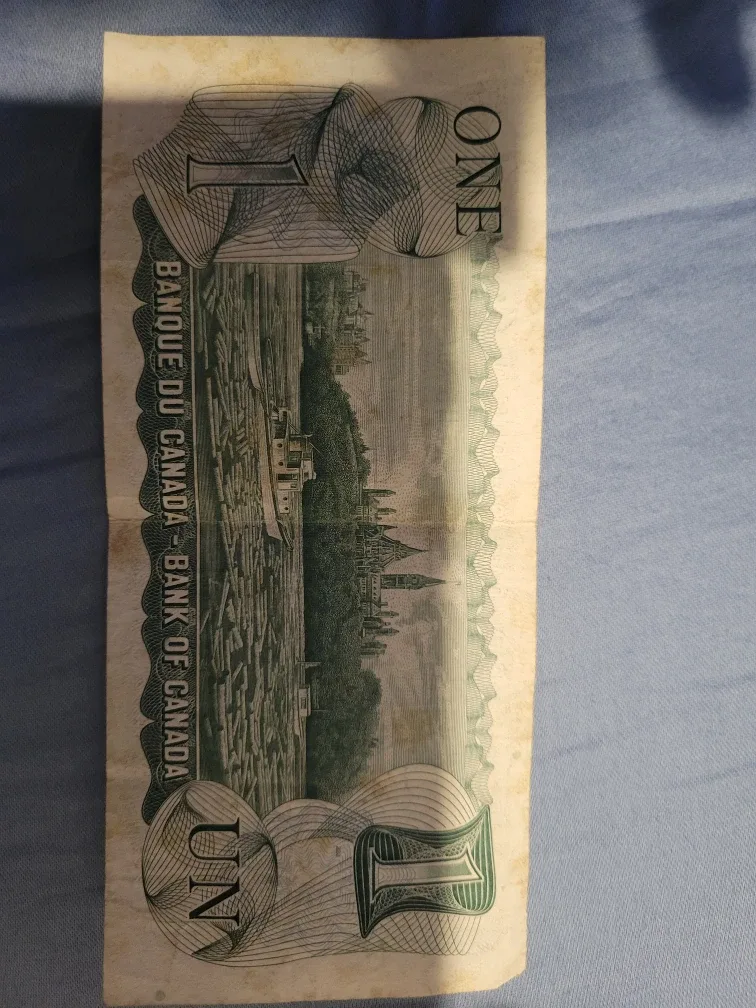 ONE
1
BANQUE DU CANADA - BANK OF CANADA
1
UN